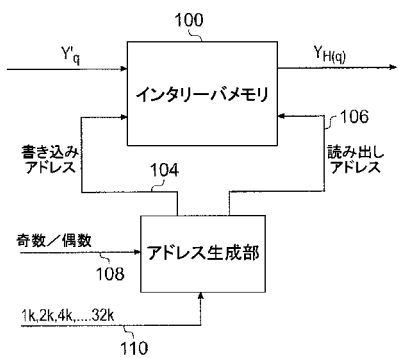 100
Y'q
YH(q)
インタリーバメモリ
106
書き込み
アドレス
104
読み出し
アドレス
奇数／偶数
108
アドレス生成部
1k,2k,4k,....32k
110